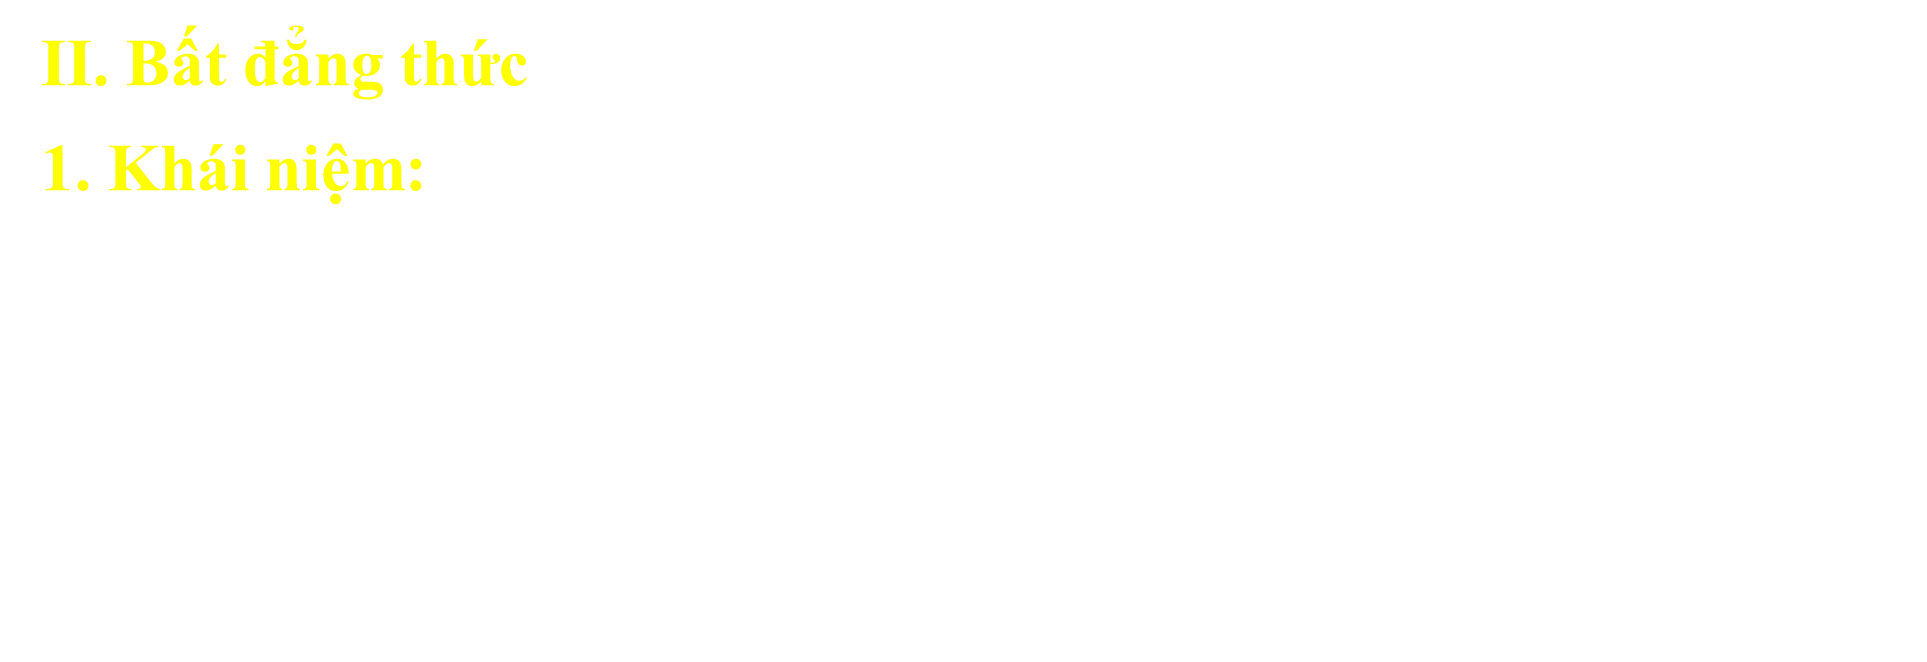 II. Bất đẳng thức
1. Khái niệm: